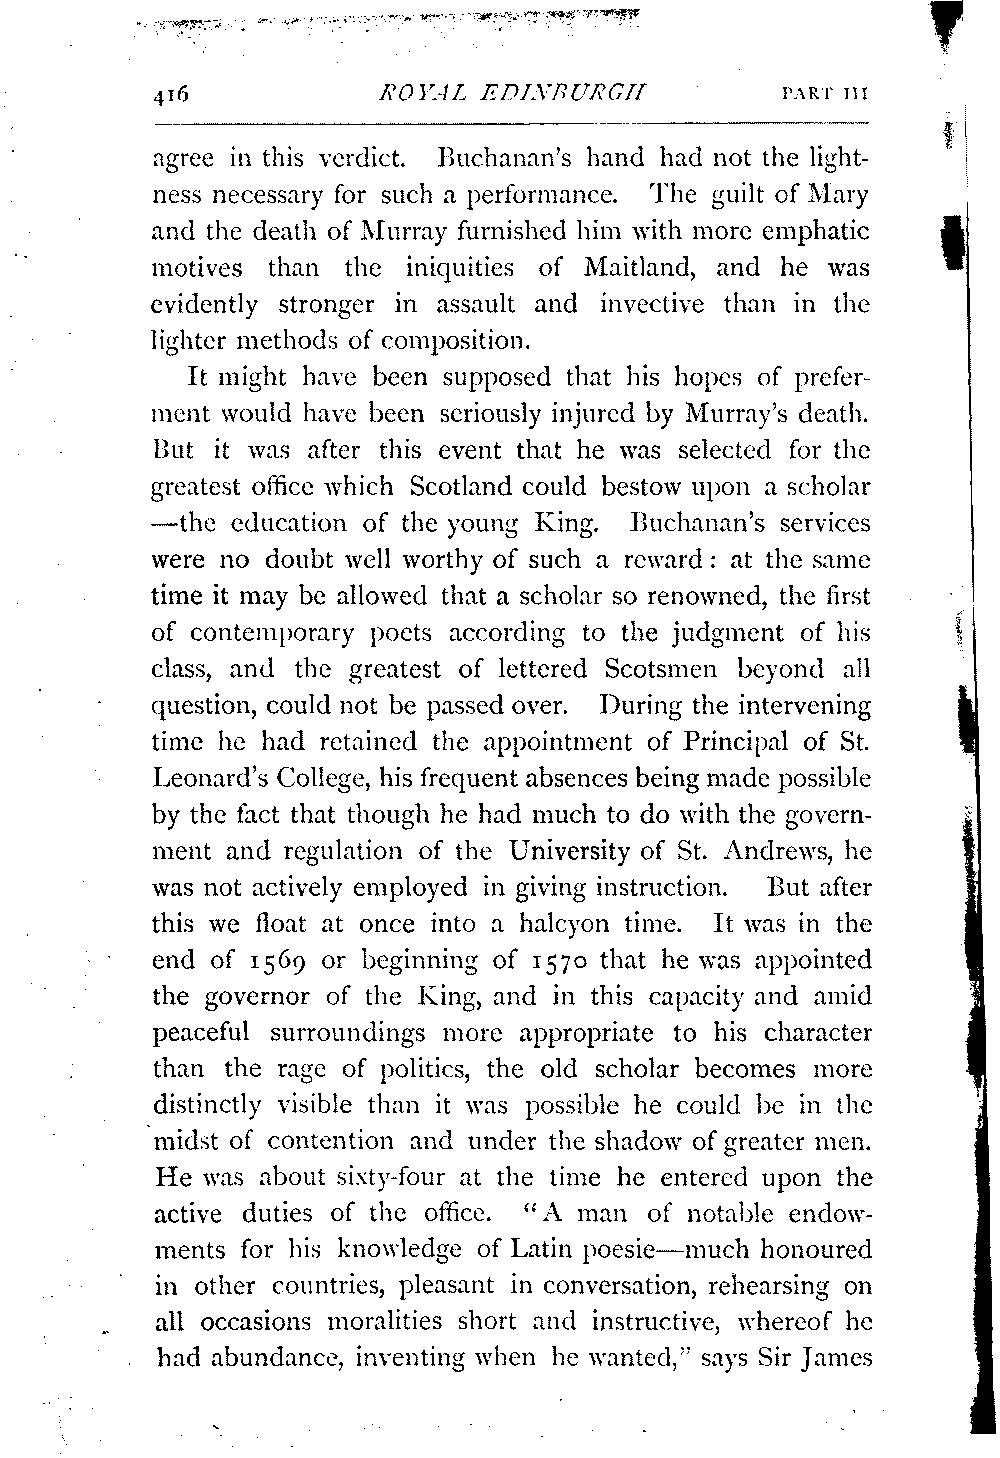 416 ROYAL EDINBURGH PART III
agree in this verdict. Buchanan's hand had not the light-
ness necessary for such a performance. The guilt of Mary
and the death of Murray furnished him with more emphatic
motives than the iniquities of Maitland, and he was
evidently stronger in assault and invective than in the
lighter methods of composition.
It might have been supposed that his hopes of prefer-
ment would have been seriously injured by Murray's death.
But it was after this event that he was selected for the
greatest office which Scotland could bestow upon a scholar
—the education of the young King. Buchanan's services
were no doubt well worthy of such a reward: at the same
time it may be allowed that a scholar so renowned, the first
of contemporary poets according to the judgment of his
class, and the greatest of lettered Scotsmen beyond all
question, could not be passed over. During the intervening
time he had retained the appointment of Principal of St.
Leonard's College, his frequent absences being made possible
by the fact that though he had much to do with the govern-
ment and regulation of the University of St. Andrews, he
was not actively employed in giving instruction. But after
this we float at once into a halcyon time. It was in the
end of 1569 or beginning of 1570 that he was appointed
the governor of the King, and in this capacity and amid
peaceful surroundings more appropriate to his character
than the rage of politics, the old scholar becomes more
distinctly visible than it was possible he could be in the
midst of contention and under the shadow of greater men.
He was about sixty-four at the time he entered upon the
active duties of the office. "A man of notable endow-
ments for his knowledge of Latin poesie—much honoured
in other countries, pleasant in conversation, rehearsing on
all occasions moralities short and instructive, whereof he
had abundance, inventing when he wanted," says Sir James